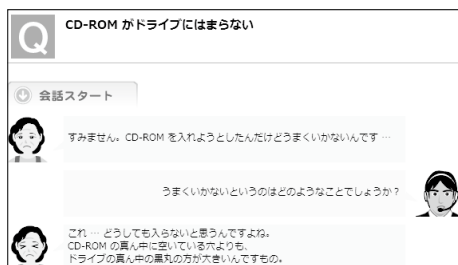 Q
CD-ROM がドライブにはまらない
会話スタート
すみません。CD-ROM を入れようとしたんだけどうまくいかないんです …
うまくいかないというのはどのようなことでしょうか？
これ … どうしても入らないと思うんですよね。
CD-ROM の真ん中に空いている穴よりも、
ドライブの真ん中の黒丸の方が大きいんですもの。